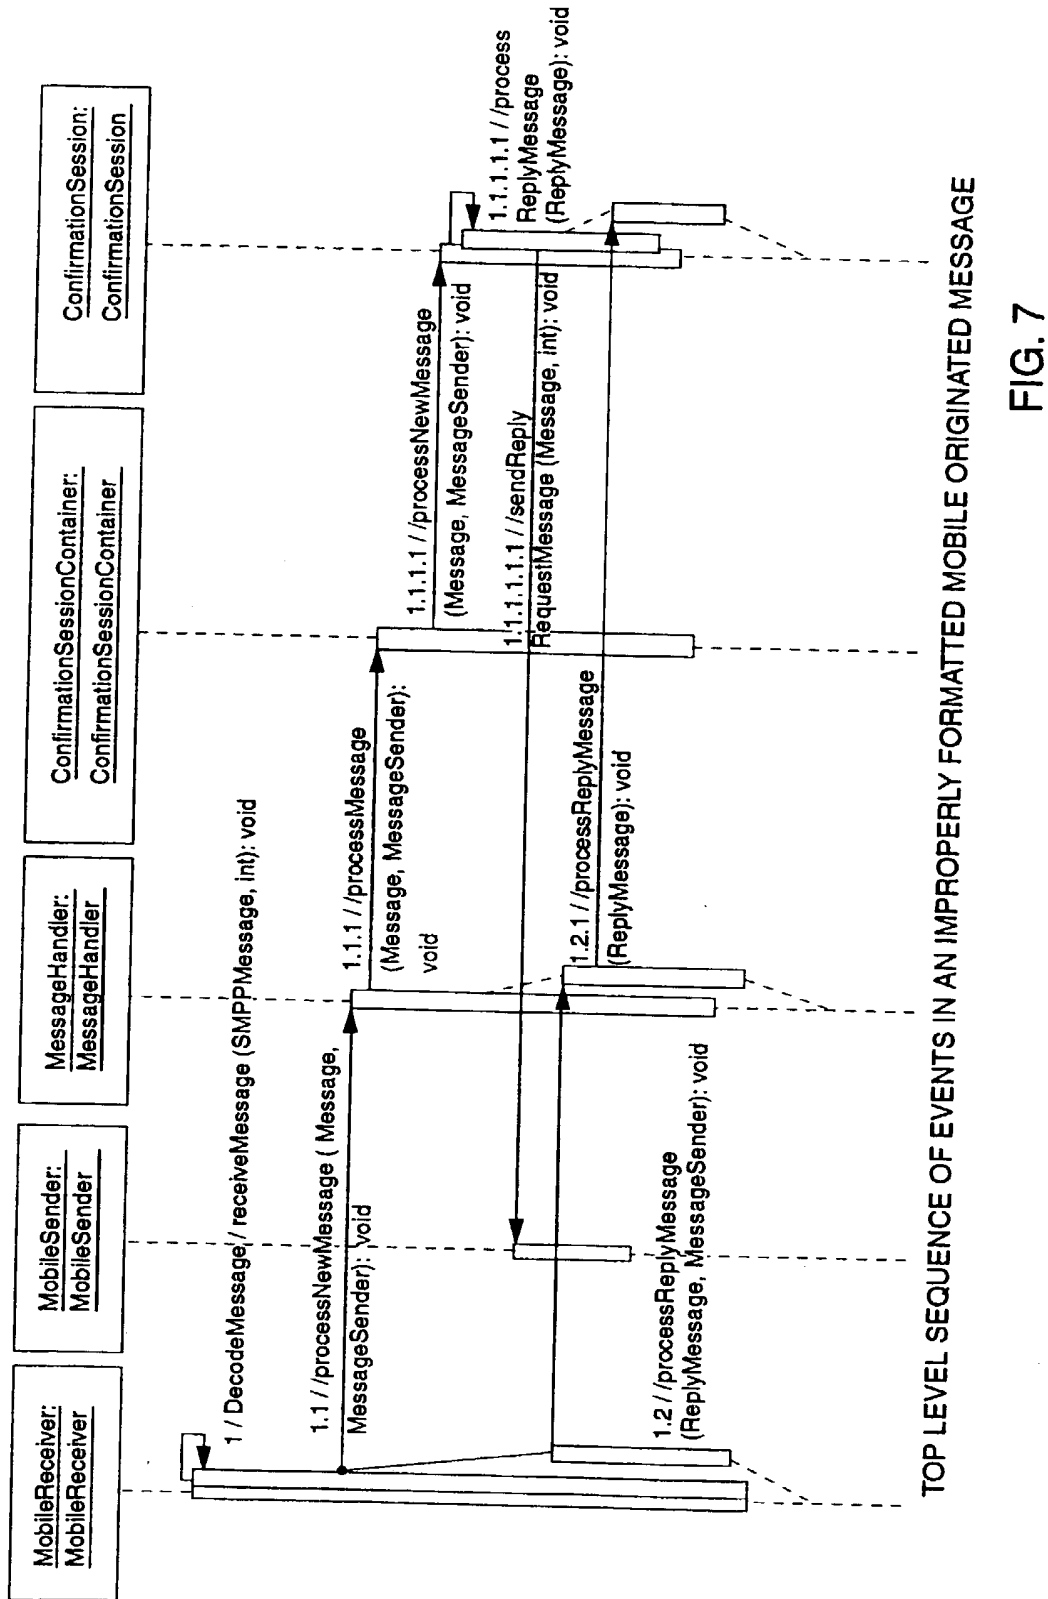 MobileReceiver:
MobileReceiver
MobileSender:
MobileSender
MessageHandler:
MessageHandler
ConfirmationSessionContainer:
ConfirmationSessionContainer
ConfirmationSession:
ConfirmationSession
1 / DecodeMessage / receiveMessage (SMPPMessage, int): void
1.1 / /processNewMessage ( Message,
MessageSender): void
1.1.1 / /processMessage
(Message, MessageSender):
void
1.1.1.1 / /processNewMessage
(Message, MessageSender): void
1.1.1.1.1 / /process
ReplyMessage
(ReplyMessage): void
1.1.1.1.1.1 / /sendReply
RequestMessage (Message, int): void
1.2 / /processReplyMessage
(ReplyMessage, MessageSender): void
1.2.1 / /processReplyMessage
(ReplyMessage): void
TOP LEVEL SEQUENCE OF EVENTS IN AN IMPROPERLY FORMATTED MOBILE ORIGINATED MESSAGE
FIG. 7